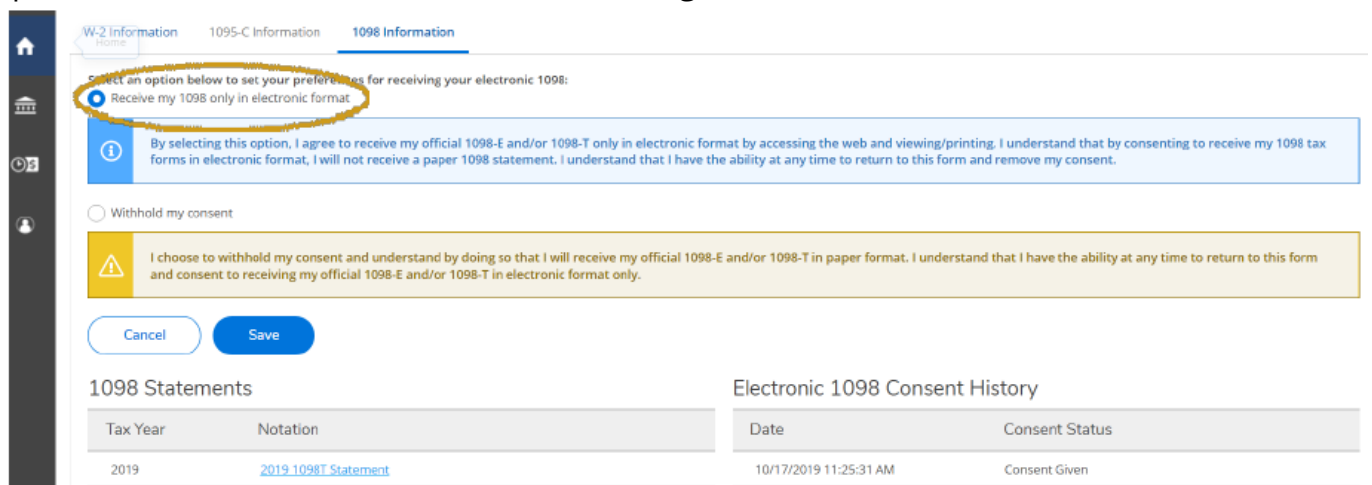 W-2 Information 1095-C Information 1098 Information
Home
Select an option below to set your preferences for receiving your electronic 1098:
Receive my 1098 only in electronic format
By selecting this option, I agree to receive my official 1098-E and/or 1098-T only in electronic format by accessing the web and viewing/printing. I understand that by consenting to receive my 1098 tax
forms in electronic format, I will not receive a paper 1098 statement. I understand that I have the ability at any time to return to this form and remove my consent.
Withhold my consent
I choose to withhold my consent and understand by doing so that I will receive my official 1098-E and/or 1098-T in paper format. I understand that I have the ability at any time to return to this form
and consent to receiving my official 1098-E and/or 1098-T in electronic format only.
Cancel Save
1098 Statements Electronic 1098 Consent History
Tax Year Notation Date Consent Status
2019 2019 1098T Statement 10/17/2019 11:25:31 AM Consent Given